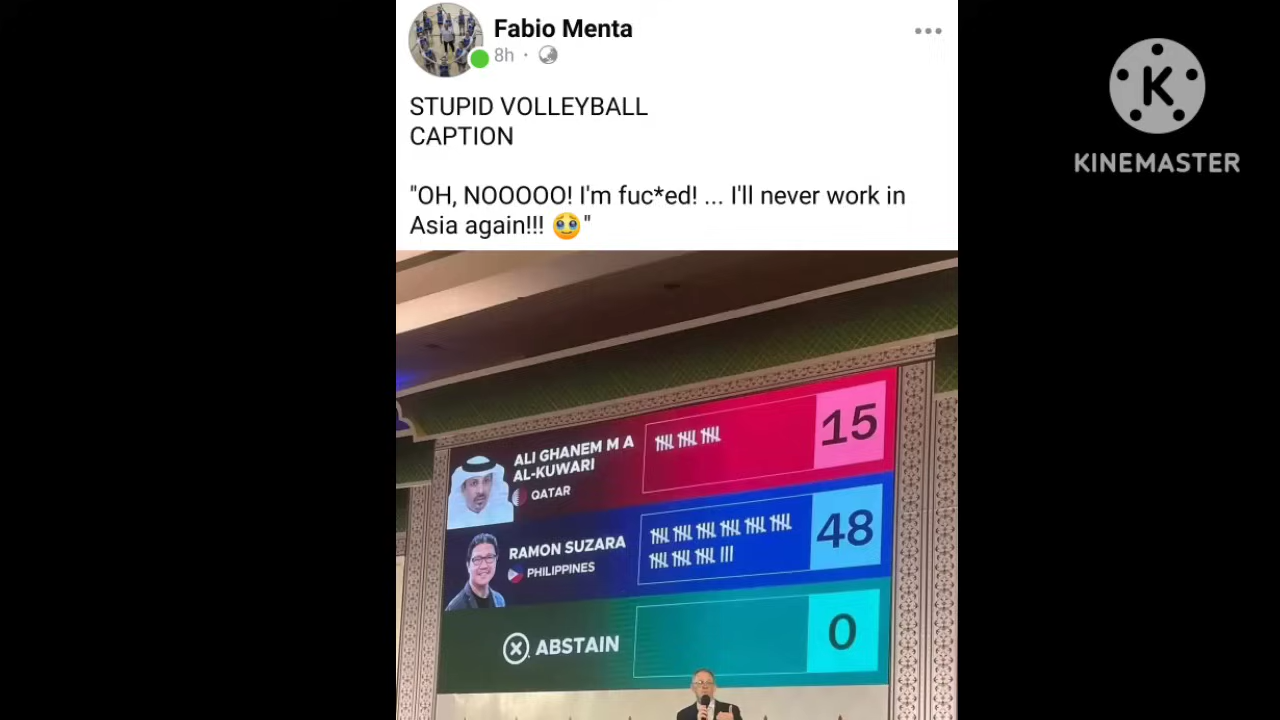 Fabio Menta
8h ·
STUPID VOLLEYBALL
CAPTION
"OH, NOOOOO! I'm fuc*ed! ... I'll never work in
Asia again!!! 🥹"
K
KINEMASTER
ALI GHANEM M A
AL-KUWARI
QATAR
15
RAMON SUZARA
PHILIPPINES
48
ABSTAIN
0